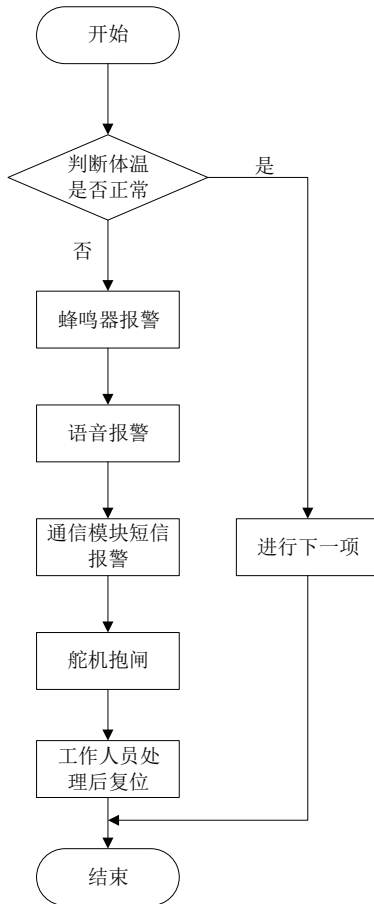 开始
判断体温
是否正常
是
否
蜂鸣器报警
语音报警
通信模块短信
报警
进行下一项
舵机抱闸
工作人员处
理后复位
结束